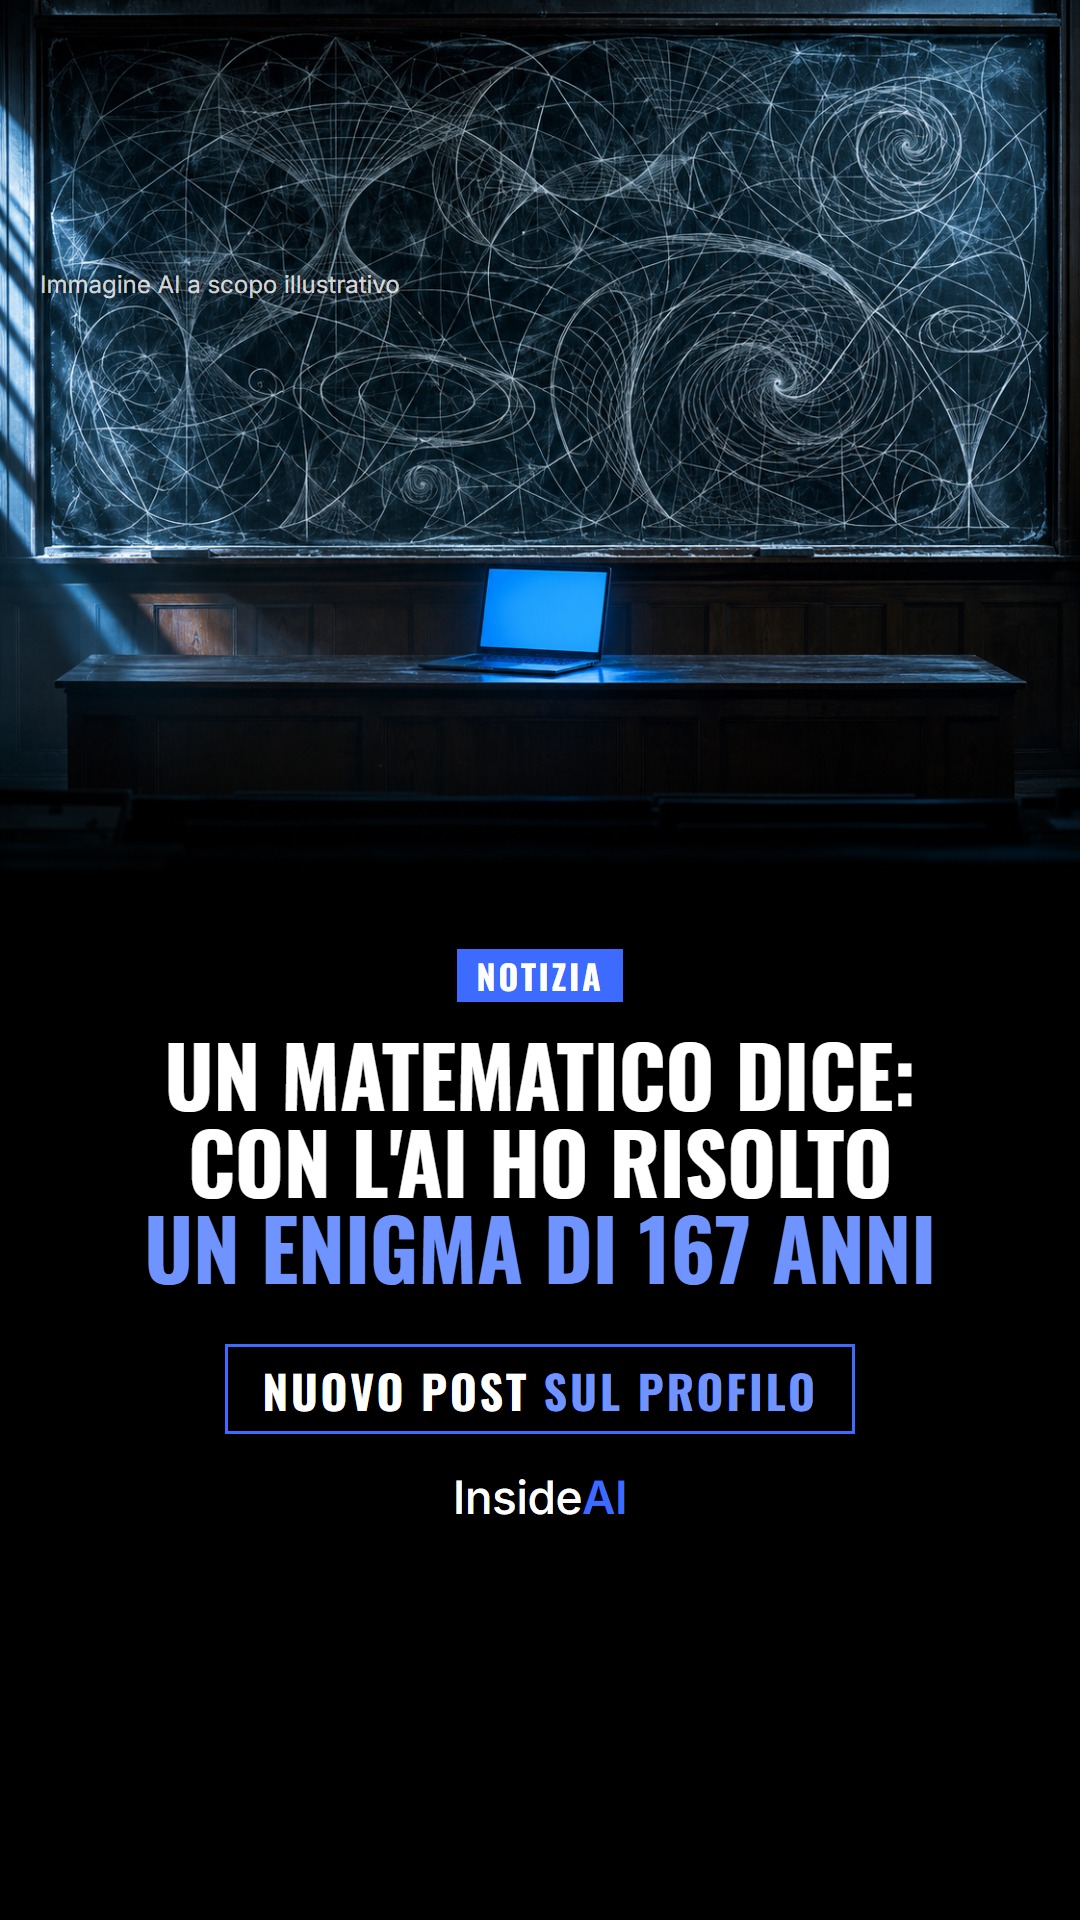 Immagine AI a scopo illustrativo
NOTIZIA
UN MATEMATICO DICE:
CON L'AI HO RISOLTO
UN ENIGMA DI 167 ANNI
NUOVO POST SUL PROFILO
InsideAI